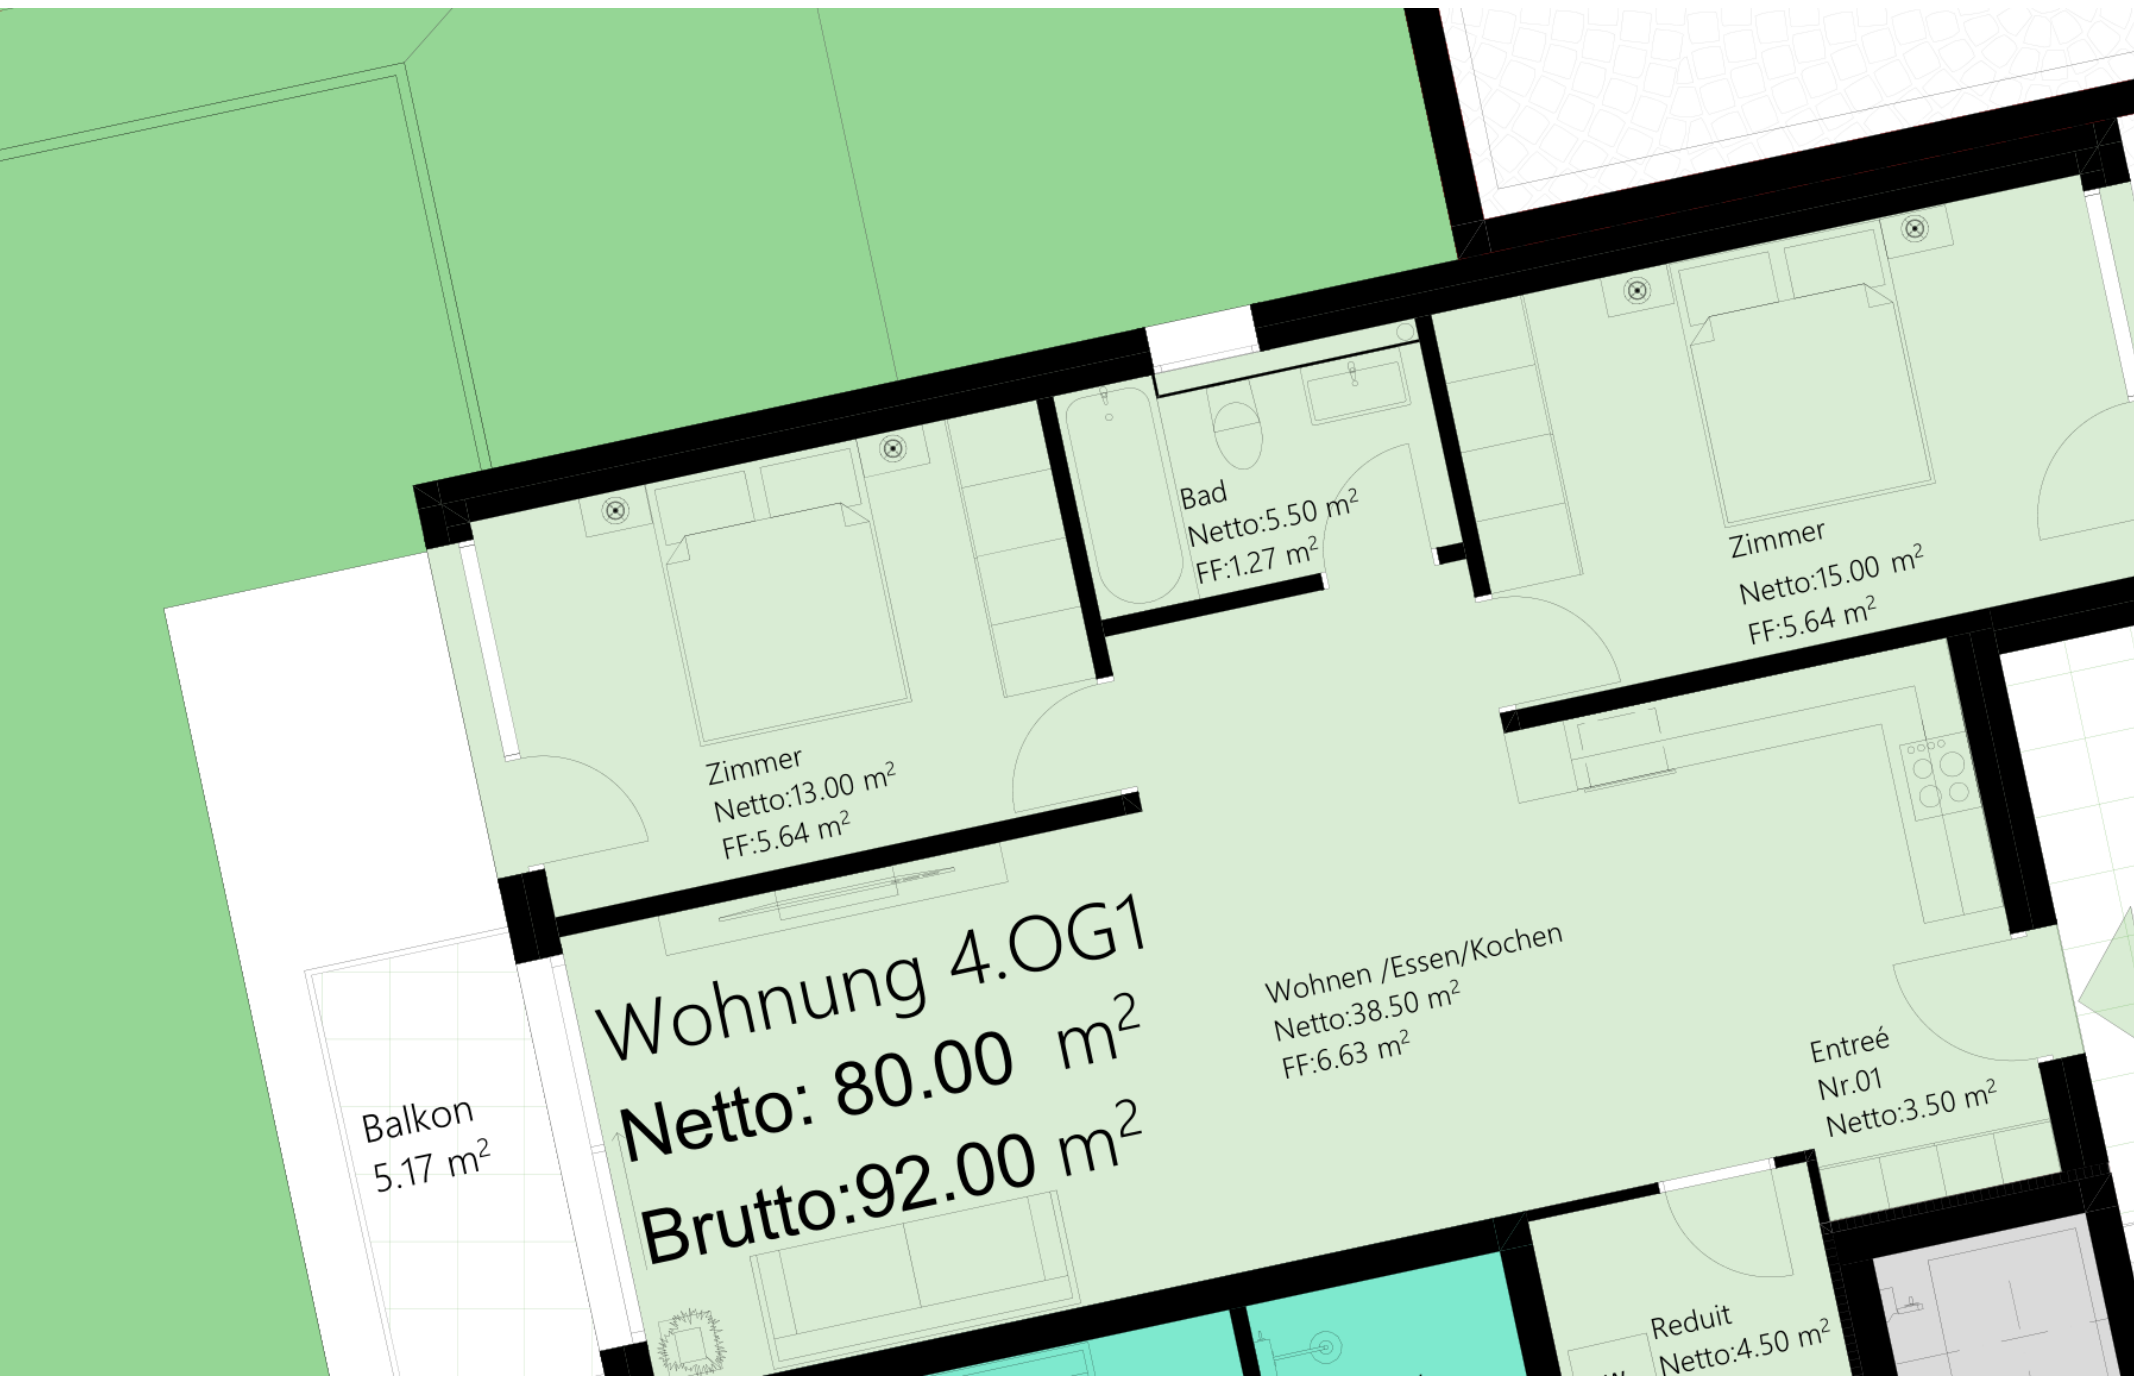 Bad
Netto:5.50 m²
FF:1.27 m²
Zimmer
Netto:15.00 m²
FF:5.64 m²
Zimmer
Netto:13.00 m²
FF:5.64 m²
Wohnung 4.OG1
Netto: 80.00 m²
Brutto:92.00 m²
Wohnen /Essen/Kochen
Netto:38.50 m²
FF:6.63 m²
Entreé
Nr.01
Netto:3.50 m²
Balkon
5.17 m²
Reduit
Netto:4.50 m²